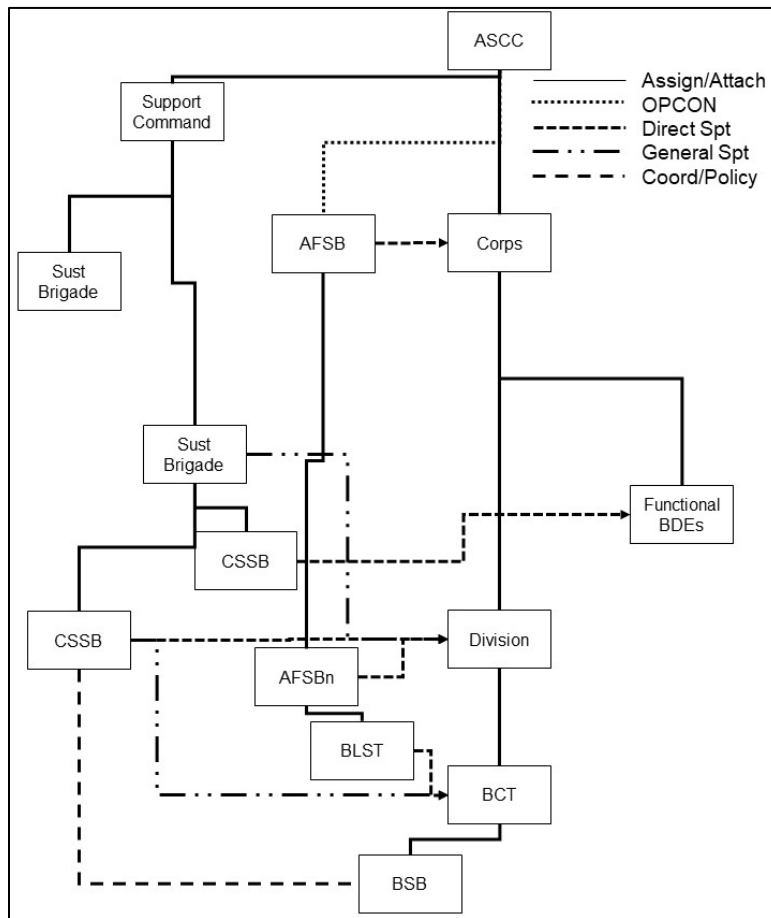 ASCC
Assign/Attach
OPCON
Direct Spt
General Spt
Coord/Policy
Support
Command
AFSB
Corps
Sust
Brigade
Sust
Brigade
Functional
BDEs
CSSB
CSSB
Division
AFSBn
BLST
BCT
BSB